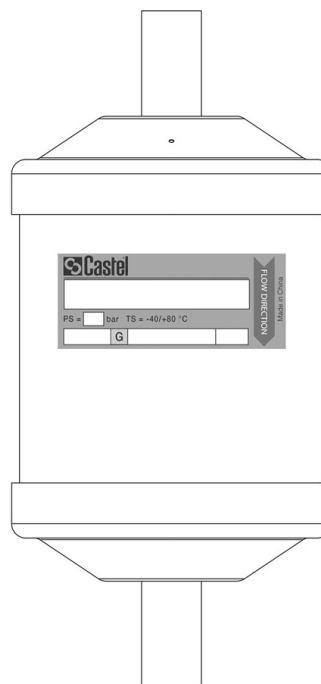 Castel
PS = bar TS = -40/+80 °C
G
FLOW DIRECTION
Made in China